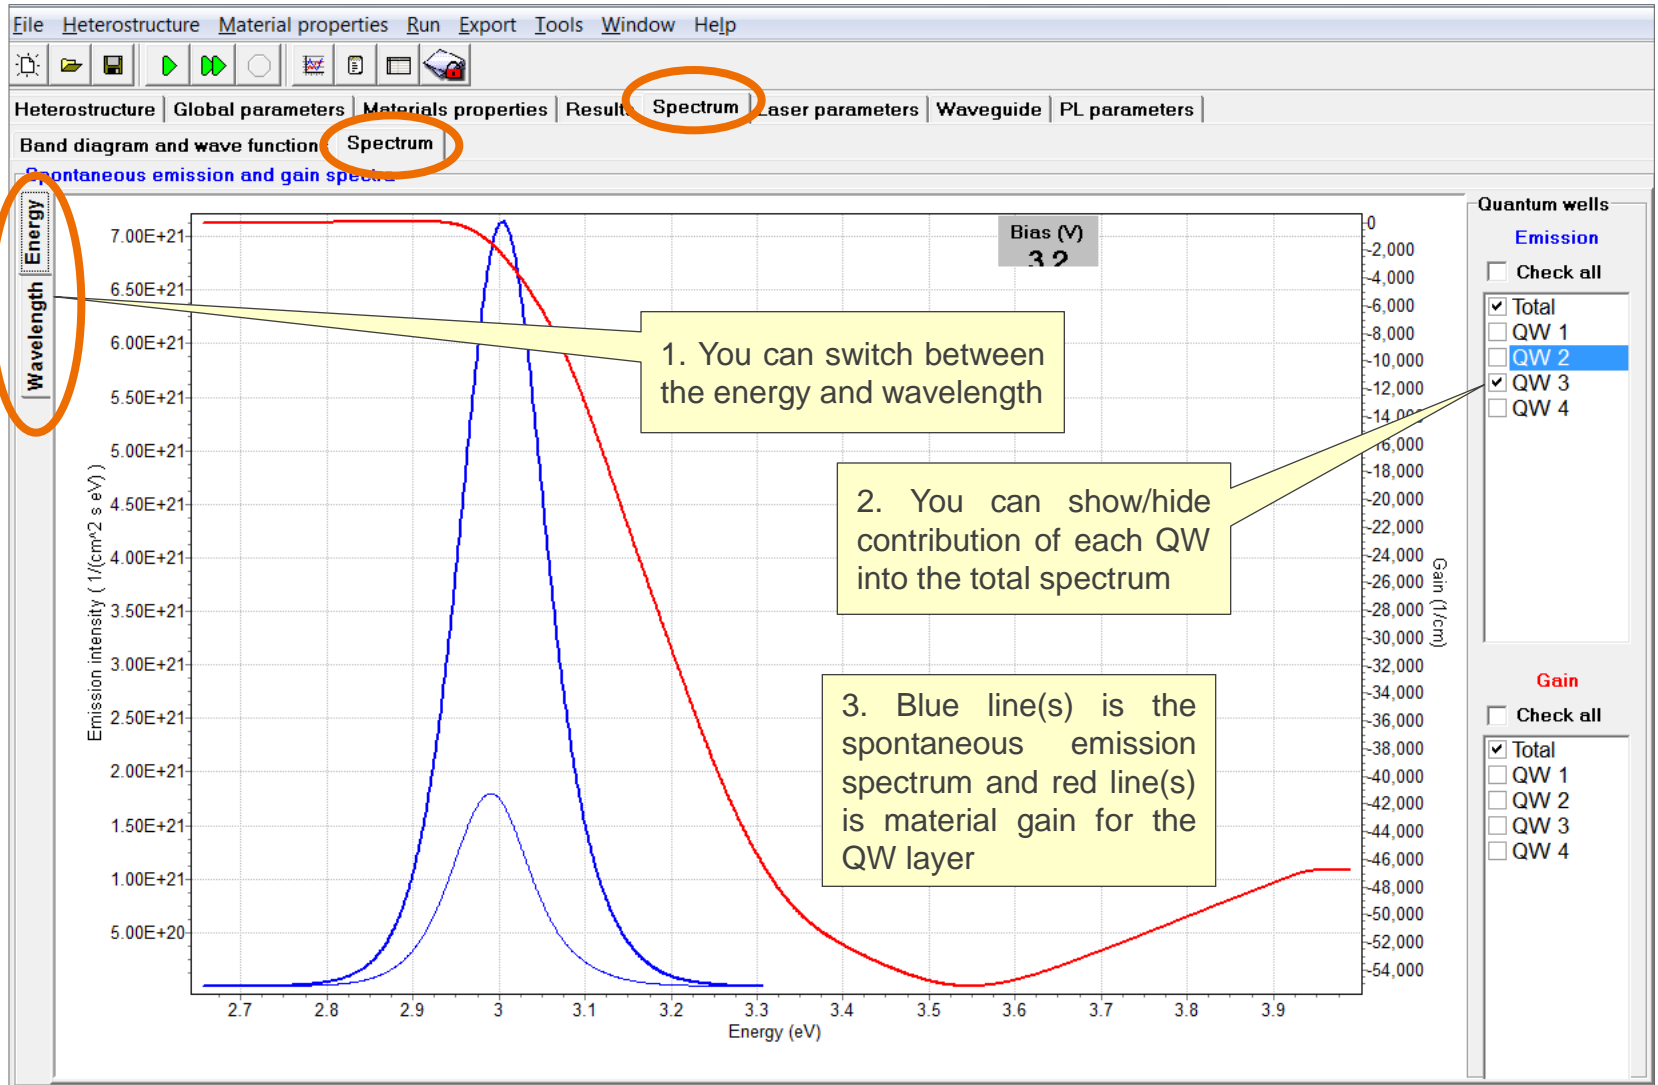 File Heterostructure Material properties Run Export Tools Window Help
Heterostructure Global parameters Materials properties Results Spectrum Laser parameters Waveguide PL parameters
Band diagram and wave functions Spectrum
Spontaneous emission and gain spectra
Energy
Wavelength
Bias (V)
3.2
7.00E+21
6.50E+21
6.00E+21
5.50E+21
5.00E+21
4.50E+21
4.00E+21
3.50E+21
3.00E+21
2.50E+21
2.00E+21
1.50E+21
1.00E+21
5.00E+20
Emission intensity ( 1/(cm^2 s eV) )
2.7 2.8 2.9 3 3.1 3.2 3.3 3.4 3.5 3.6 3.7 3.8 3.9
Energy (eV)
0
-2,000
-4,000
-6,000
-8,000
-10,000
-12,000
-14,000
-16,000
-18,000
-20,000
-22,000
-24,000
-26,000
-28,000
-30,000
-32,000
-34,000
-36,000
-38,000
-40,000
-42,000
-44,000
-46,000
-48,000
-50,000
-52,000
-54,000
Gain (1/cm)
1. You can switch between
the energy and wavelength
2. You can show/hide
contribution of each QW
into the total spectrum
3. Blue line(s) is the
spontaneous emission
spectrum and red line(s)
is material gain for the
QW layer
Quantum wells
Emission
Check all
Total
QW 1
QW 2
QW 3
QW 4
Gain
Check all
Total
QW 1
QW 2
QW 3
QW 4